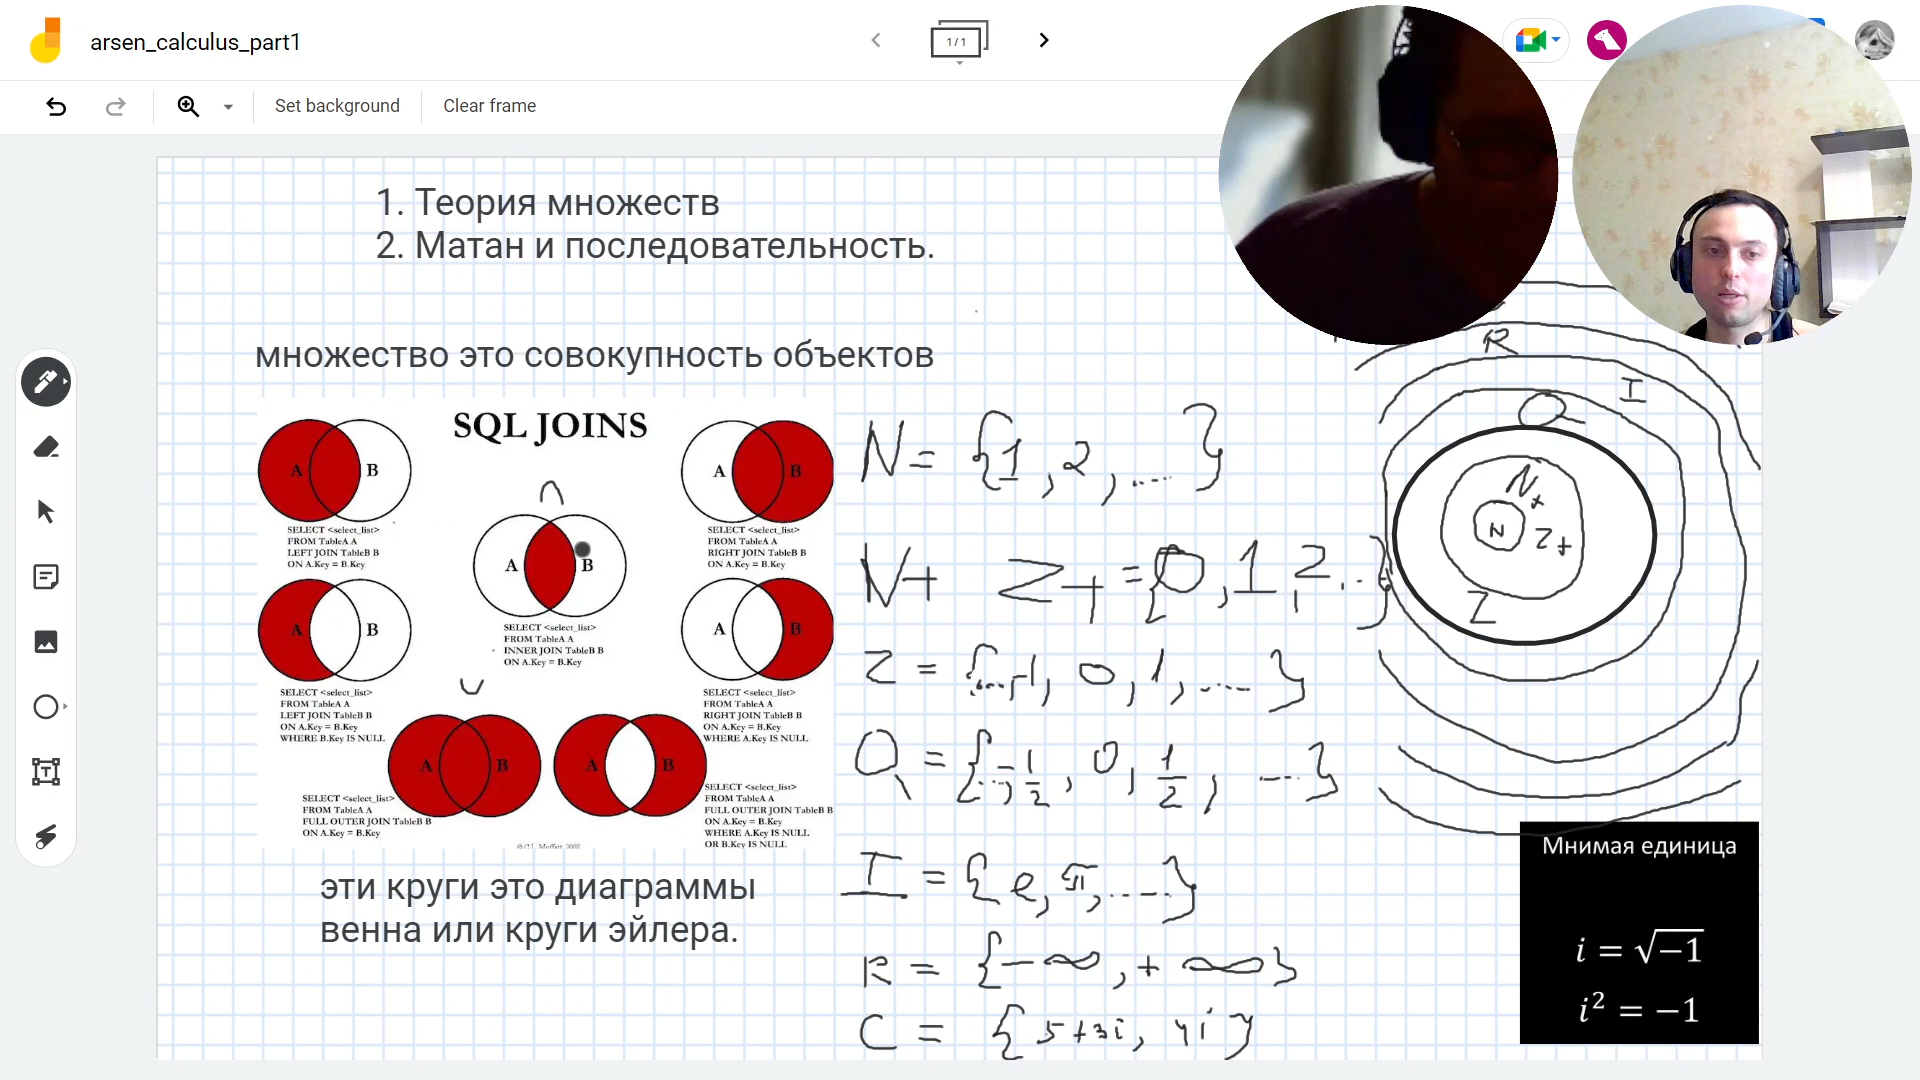 arsen_calculus_part1
1/1
Set background
Clear frame
1. Теория множеств
2. Матан и последовательность.
множество это совокупность объектов
SQL JOINS
A B
SELECT <select_list>
FROM TableA A
LEFT JOIN TableB B
ON A.Key = B.Key
A B
SELECT <select_list>
FROM TableA A
RIGHT JOIN TableB B
ON A.Key = B.Key
∩
A B
SELECT <select_list>
FROM TableA A
INNER JOIN TableB B
ON A.Key = B.Key
A B
SELECT <select_list>
FROM TableA A
LEFT JOIN TableB B
ON A.Key = B.Key
WHERE B.Key IS NULL
A B
SELECT <select_list>
FROM TableA A
RIGHT JOIN TableB B
ON A.Key = B.Key
WHERE A.Key IS NULL
∪
A B
SELECT <select_list>
FROM TableA A
FULL OUTER JOIN TableB B
ON A.Key = B.Key
A B
SELECT <select_list>
FROM TableA A
FULL OUTER JOIN TableB B
ON A.Key = B.Key
WHERE A.Key IS NULL
OR B.Key IS NULL
эти круги это диаграммы
венна или круги эйлера.
N = {1, 2, ....}
N+ Z+ = {0, 1, 2, ..}
Z = {...,-1, 0, 1, ....}
Q = {...,-1/2, 0, 1/2, ....}
I = {e, π, ....}
R = {-∞, +∞}
C = {5+3i, 4i}
R
I
Q
N+
N
Z+
Z
Мнимая единица
i = √−1
i² = −1